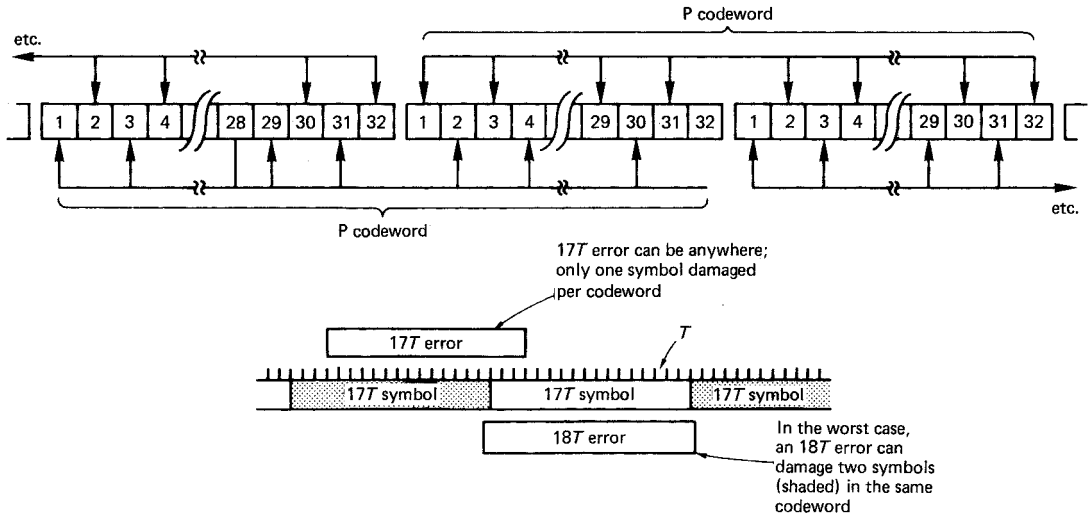 P codeword
etc.
1 2 3 4 28 29 30 31 32 1 2 3 4 29 30 31 32 1 2 3 4 29 30 31 32
etc.
P codeword
17T error can be anywhere;
only one symbol damaged
per codeword
T
17T error
17T symbol 17T symbol 17T symbol
18T error
In the worst case,
an 18T error can
damage two symbols
(shaded) in the same
codeword